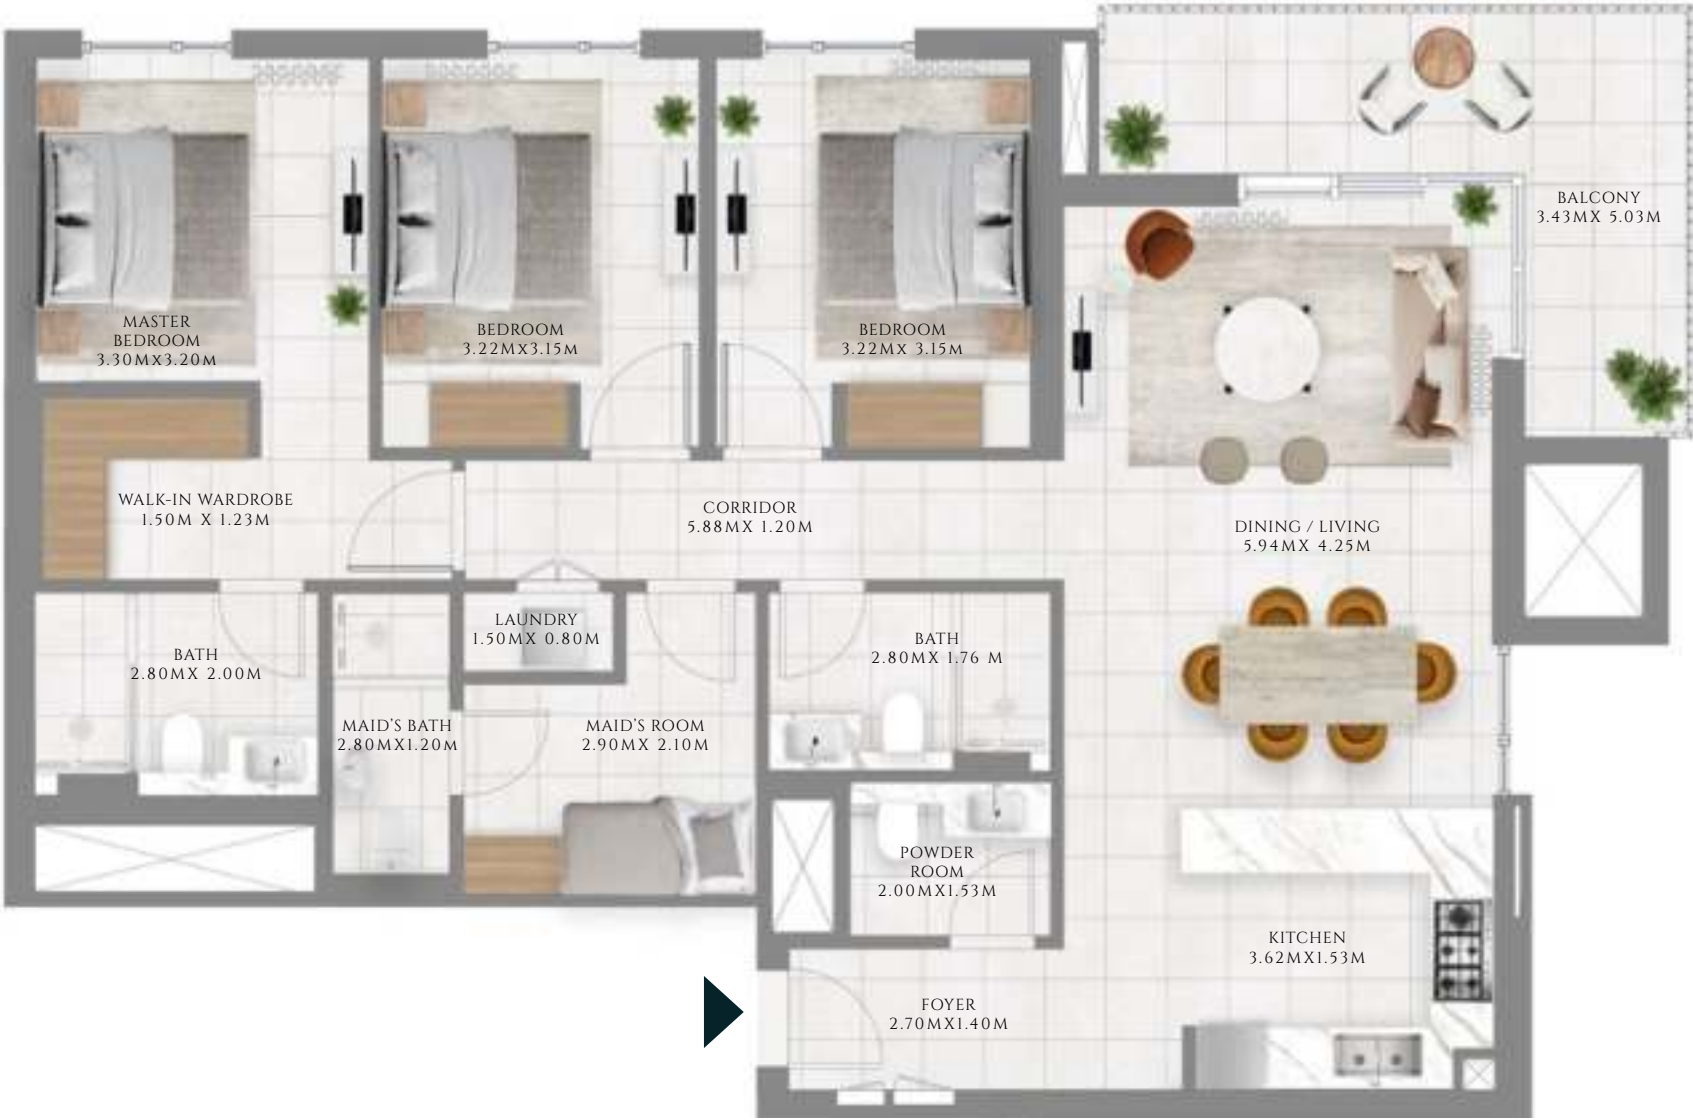 BALCONY
3.43MX 5.03M
MASTER
BEDROOM
3.30MX3.20M
BEDROOM
3.22MX3.15M
BEDROOM
3.22MX 3.15M
WALK-IN WARDROBE
1.50M X 1.23M
CORRIDOR
5.88MX 1.20M
DINING / LIVING
5.94MX 4.25M
BATH
2.80MX 2.00M
LAUNDRY
1.50MX 0.80M
BATH
2.80MX 1.76 M
MAID'S BATH
2.80MX1.20M
MAID'S ROOM
2.90MX 2.10M
POWDER
ROOM
2.00MX1.53M
KITCHEN
3.62MX1.53M
FOYER
2.70MX1.40M